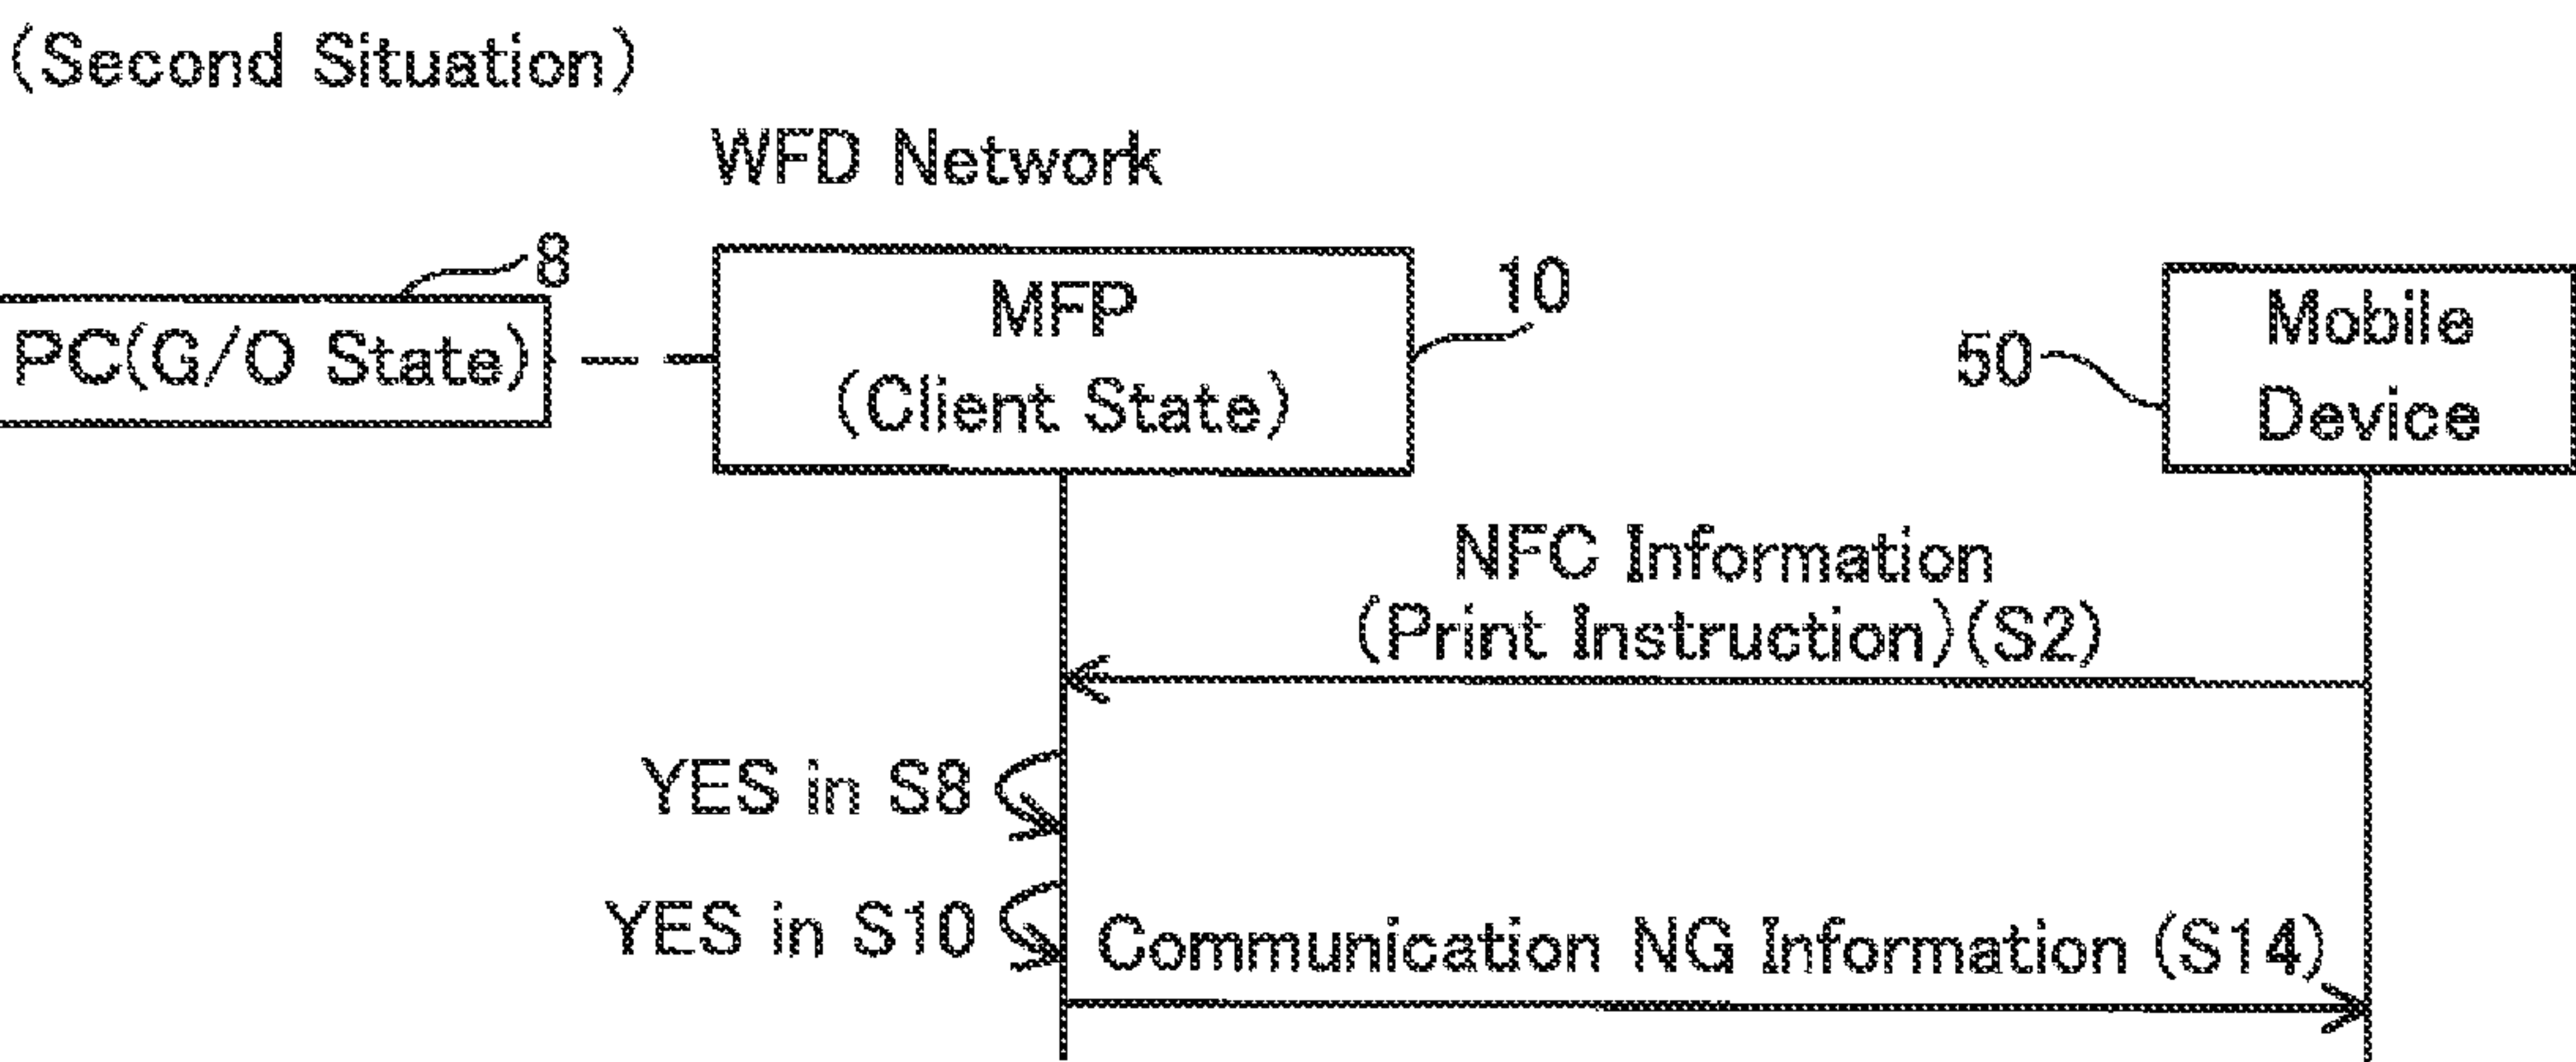 (Second Situation)
WFD Network
8
PC(G/O State)
MFP
(Client State)
10
50
Mobile
Device
NFC Information
(Print Instruction)(S2)
YES in S8
YES in S10
Communication NG Information (S14)